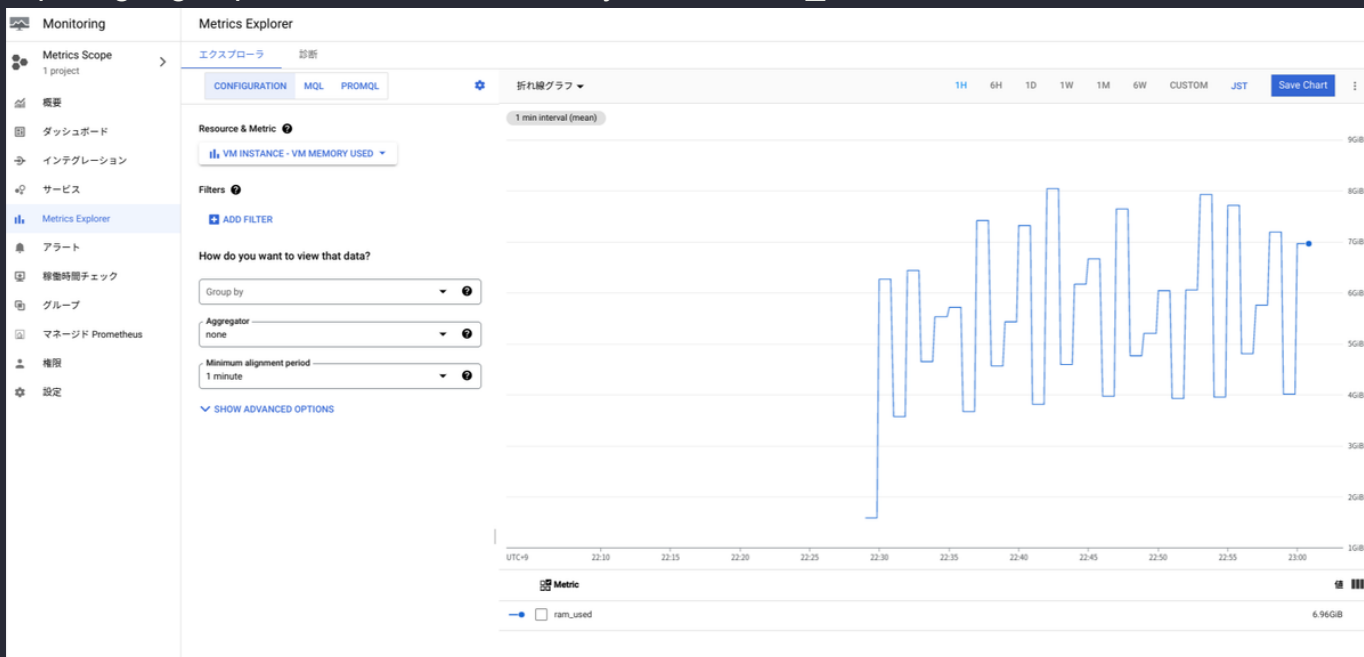 Monitoring
Metrics Scope
1 project
概要
ダッシュボード
インテグレーション
サービス
Metrics Explorer
アラート
稼働時間チェック
グループ
マネージド Prometheus
権限
設定
Metrics Explorer
エクスプローラ 診断
CONFIGURATION MQL PROMQL
Resource & Metric
VM INSTANCE - VM MEMORY USED
Filters
ADD FILTER
How do you want to view that data?
Group by
Aggregator
none
Minimum alignment period
1 minute
SHOW ADVANCED OPTIONS
折れ線グラフ 1H 6H 1D 1W 1M 6W CUSTOM JST Save Chart
1 min interval (mean)
9GiB
8GiB
7GiB
6GiB
5GiB
4GiB
3GiB
2GiB
1GiB
UTC+9 22:10 22:15 22:20 22:25 22:30 22:35 22:40 22:45 22:50 22:55 23:00
Metric 値
ram_used 6.96GiB